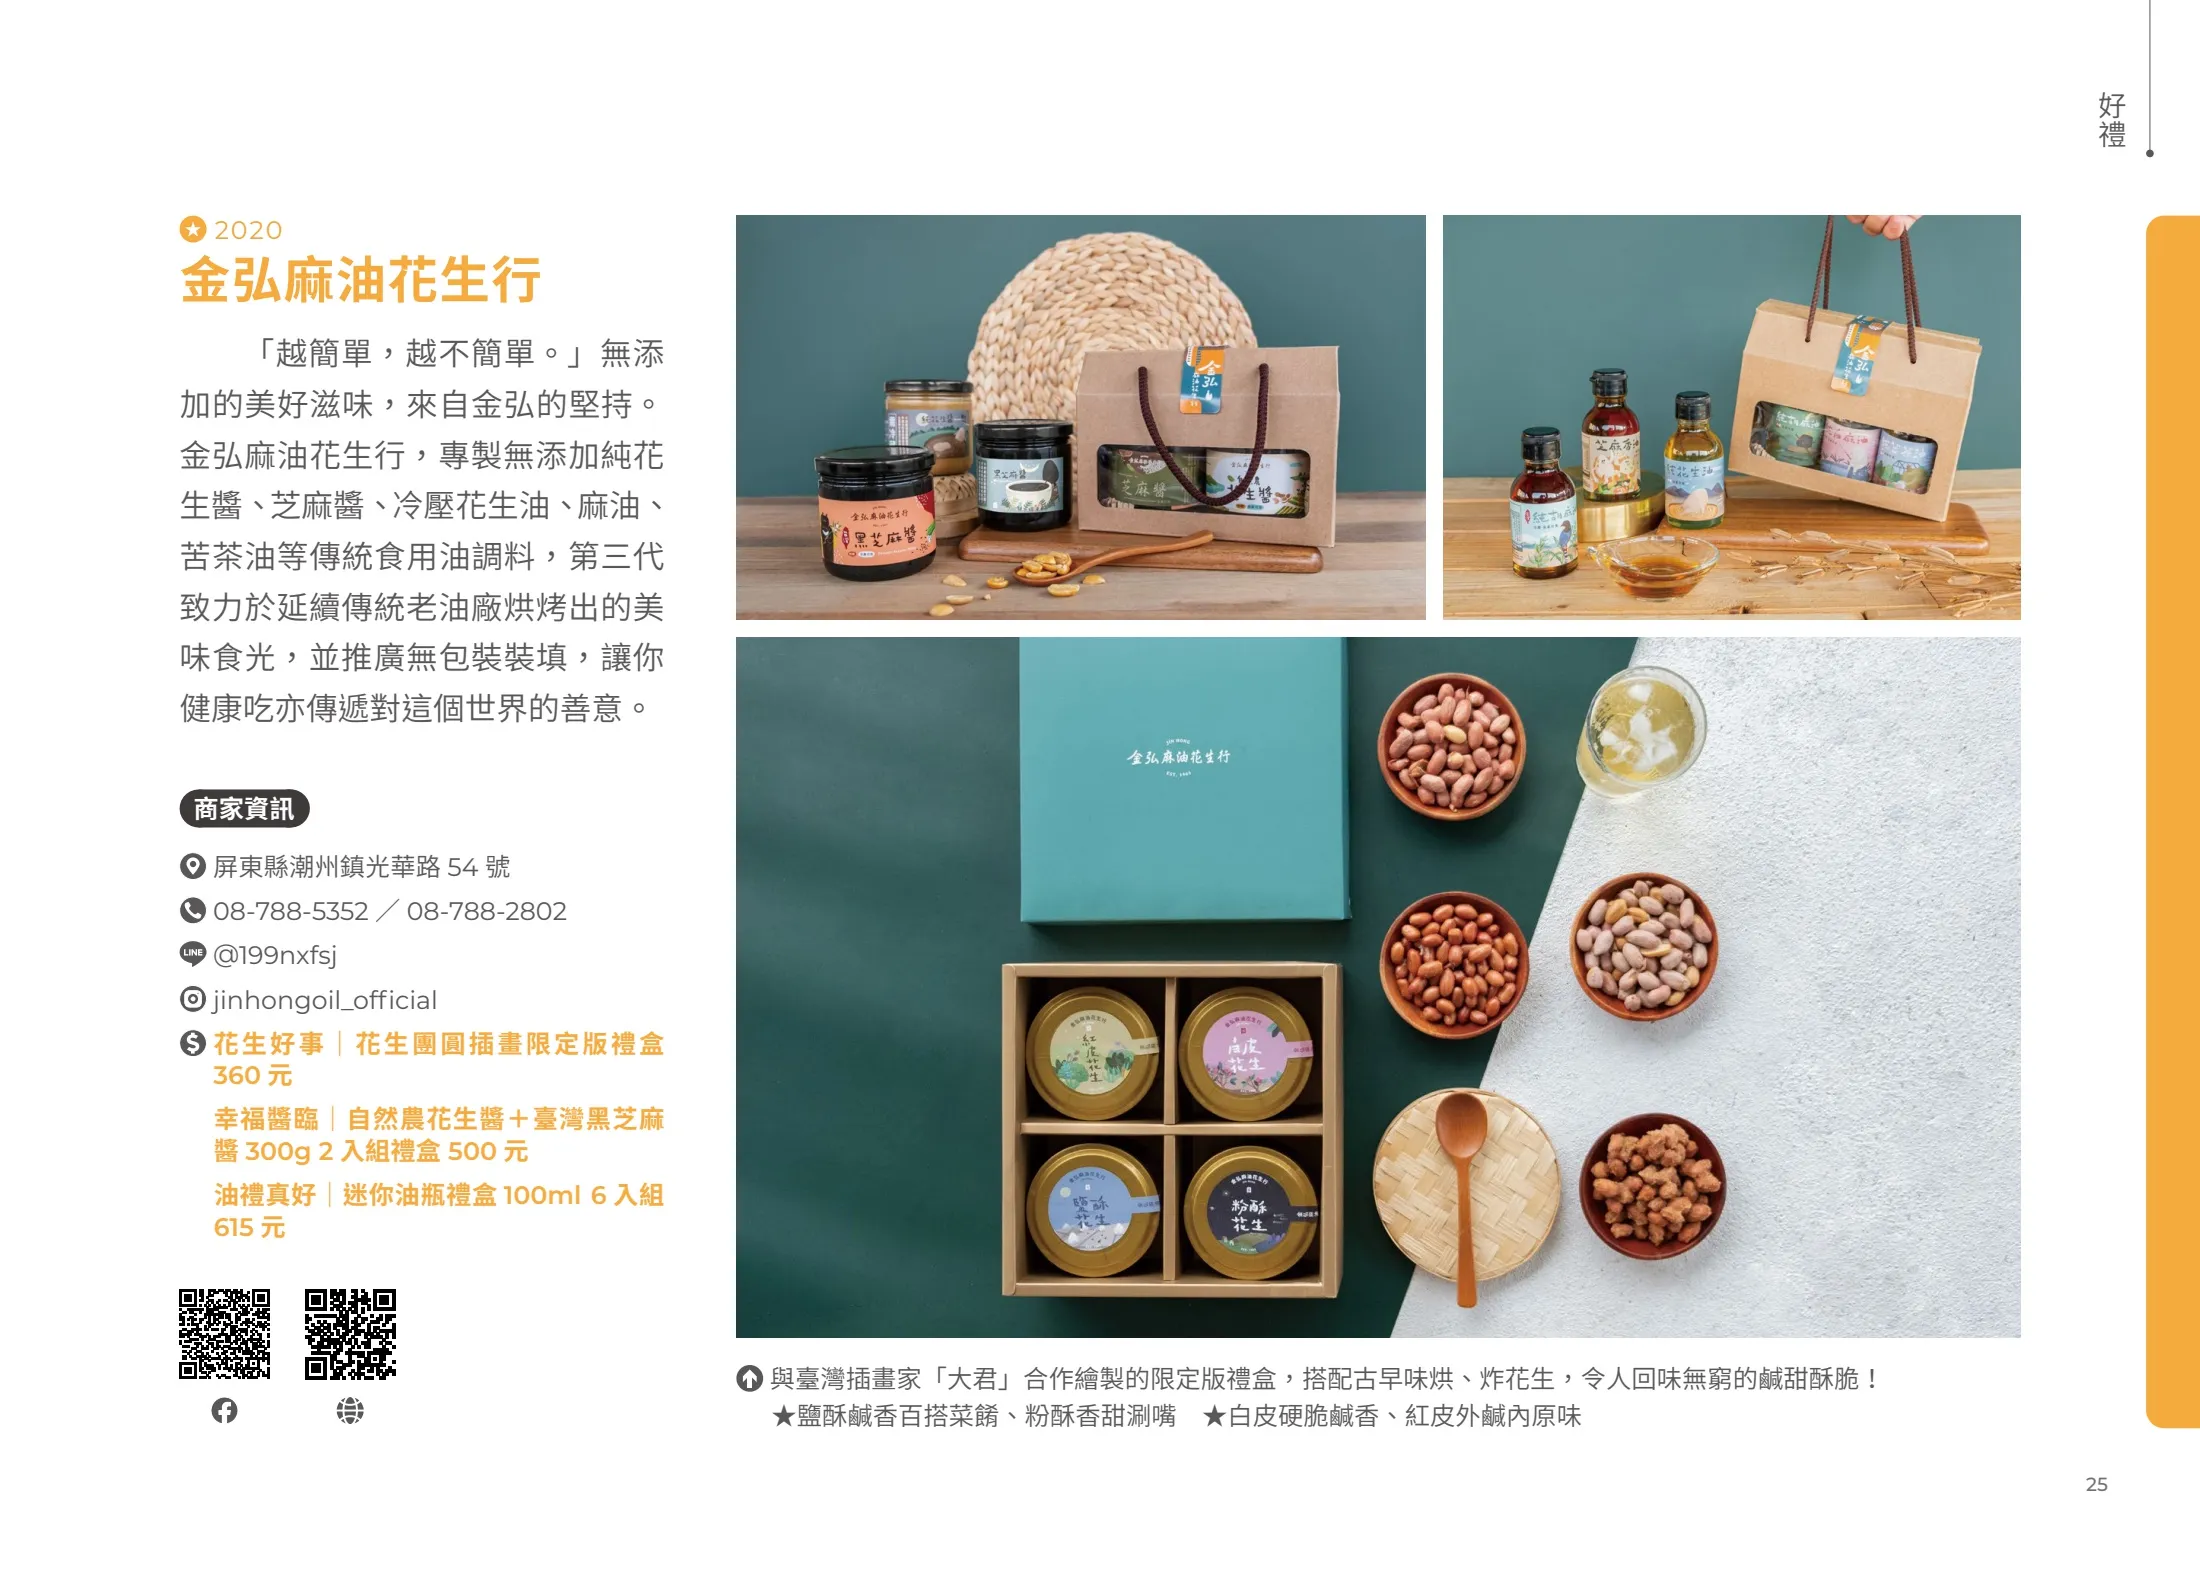 好禮
2020
金弘麻油花生行
「越簡單，越不簡單。」無添
加的美好滋味，來自金弘的堅持。
金弘麻油花生行，專製無添加純花
生醬、芝麻醬、冷壓花生油、麻油、
苦茶油等傳統食用油調料，第三代
致力於延續傳統老油廠烘烤出的美
味食光，並推廣無包裝裝填，讓你
健康吃亦傳遞對這個世界的善意。
商家資訊
屏東縣潮州鎮光華路 54 號
08-788-5352 ／ 08-788-2802
LINE @199nxfsj
jinhongoil_official
花生好事｜花生團圓插畫限定版禮盒
360 元
幸福醬臨｜自然農花生醬＋臺灣黑芝麻
醬 300g 2 入組禮盒 500 元
油禮真好｜迷你油瓶禮盒 100ml 6 入組
615 元
金弘麻油花生行
黑芝麻醬
黑芝麻醬
芝麻醬
金弘
芝麻香油
純花生油
金弘
JIN HONG
金弘麻油花生行
紅皮花生
白皮花生
鹽酥花生
粉酥花生
與臺灣插畫家「大君」合作繪製的限定版禮盒，搭配古早味烘、炸花生，令人回味無窮的鹹甜酥脆！
★鹽酥鹹香百搭菜餚、粉酥香甜涮嘴　★白皮硬脆鹹香、紅皮外鹹內原味
25